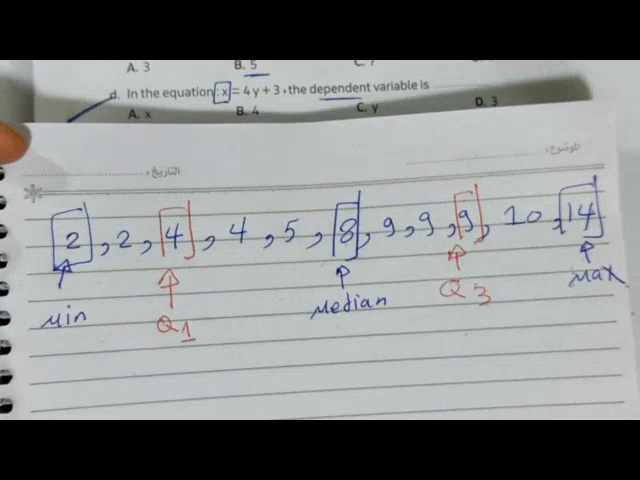 A. 3 B. 5 C. 7
d. In the equation : x = 4 y + 3 , the dependent variable is
A. x B. 4 C. y D. 3
التاريخ: الموضوع:
2 , 2 , 4 , 4 , 5 , 8 , 9 , 9 , 9 , 10 , 14
Min Q1 Median Q3 Max